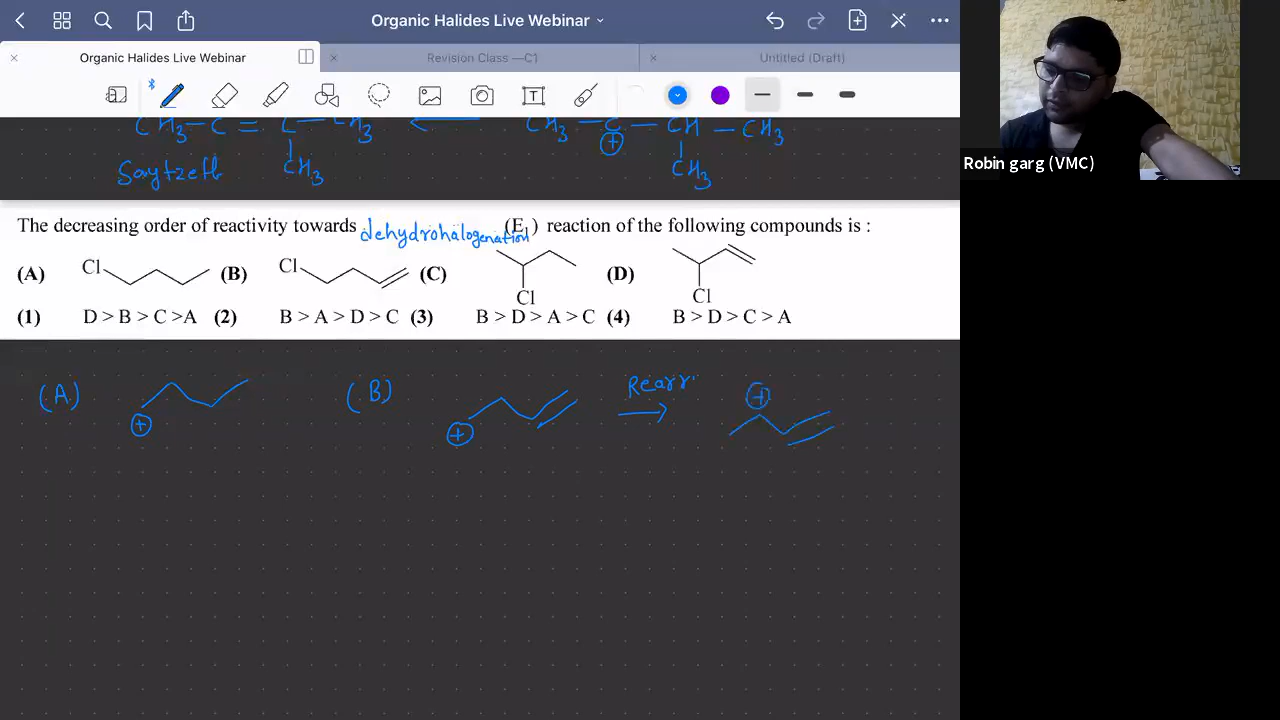 Organic Halides Live Webinar
Organic Halides Live Webinar
Revision Class —C1
Untitled (Draft)
T
CH3 — C = C — CH3 ← CH3 — C — CH — CH3
+
Saytzeff CH3 CH3
The decreasing order of reactivity towards dehydrohalogenation (E1) reaction of the following compounds is :
(A) Cl (B) Cl (C) Cl (D) Cl
(1) D > B > C >A (2) B > A > D > C (3) B > D > A > C (4) B > D > C > A
(A) + (B) + Rearr. → +
Robin garg (VMC)